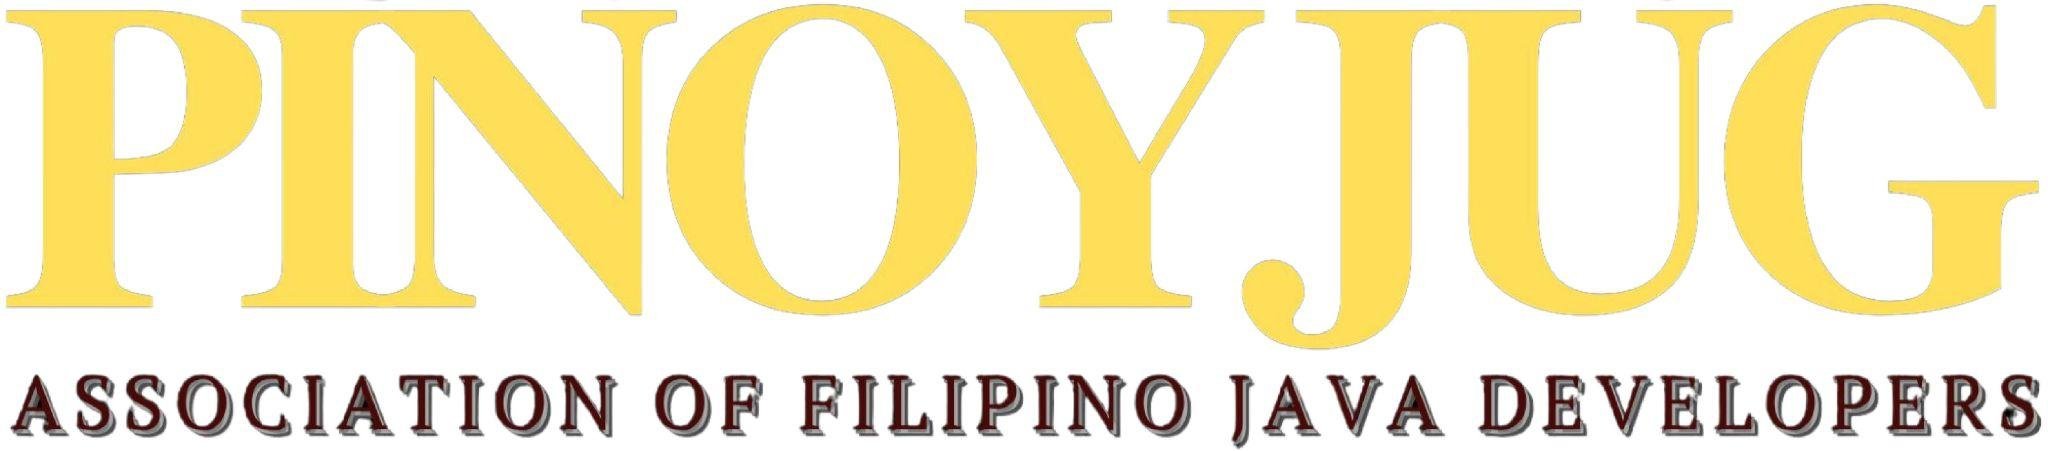 PINOYJUG
ASSOCIATION OF FILIPINO JAVA DEVELOPERS